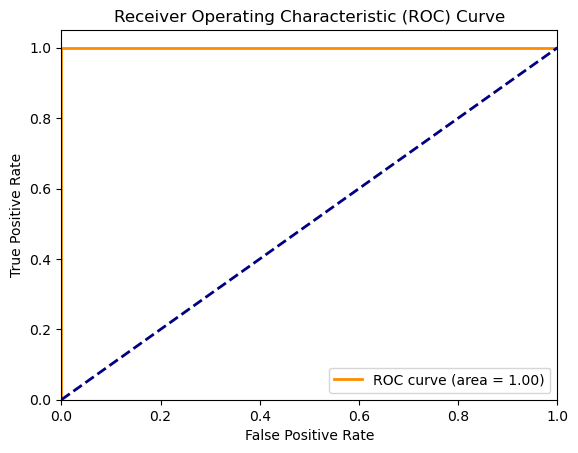 Receiver Operating Characteristic (ROC) Curve
1.0
0.8
0.6
0.4
0.2
0.0
True Positive Rate
ROC curve (area = 1.00)
0.0 0.2 0.4 0.6 0.8 1.0
False Positive Rate